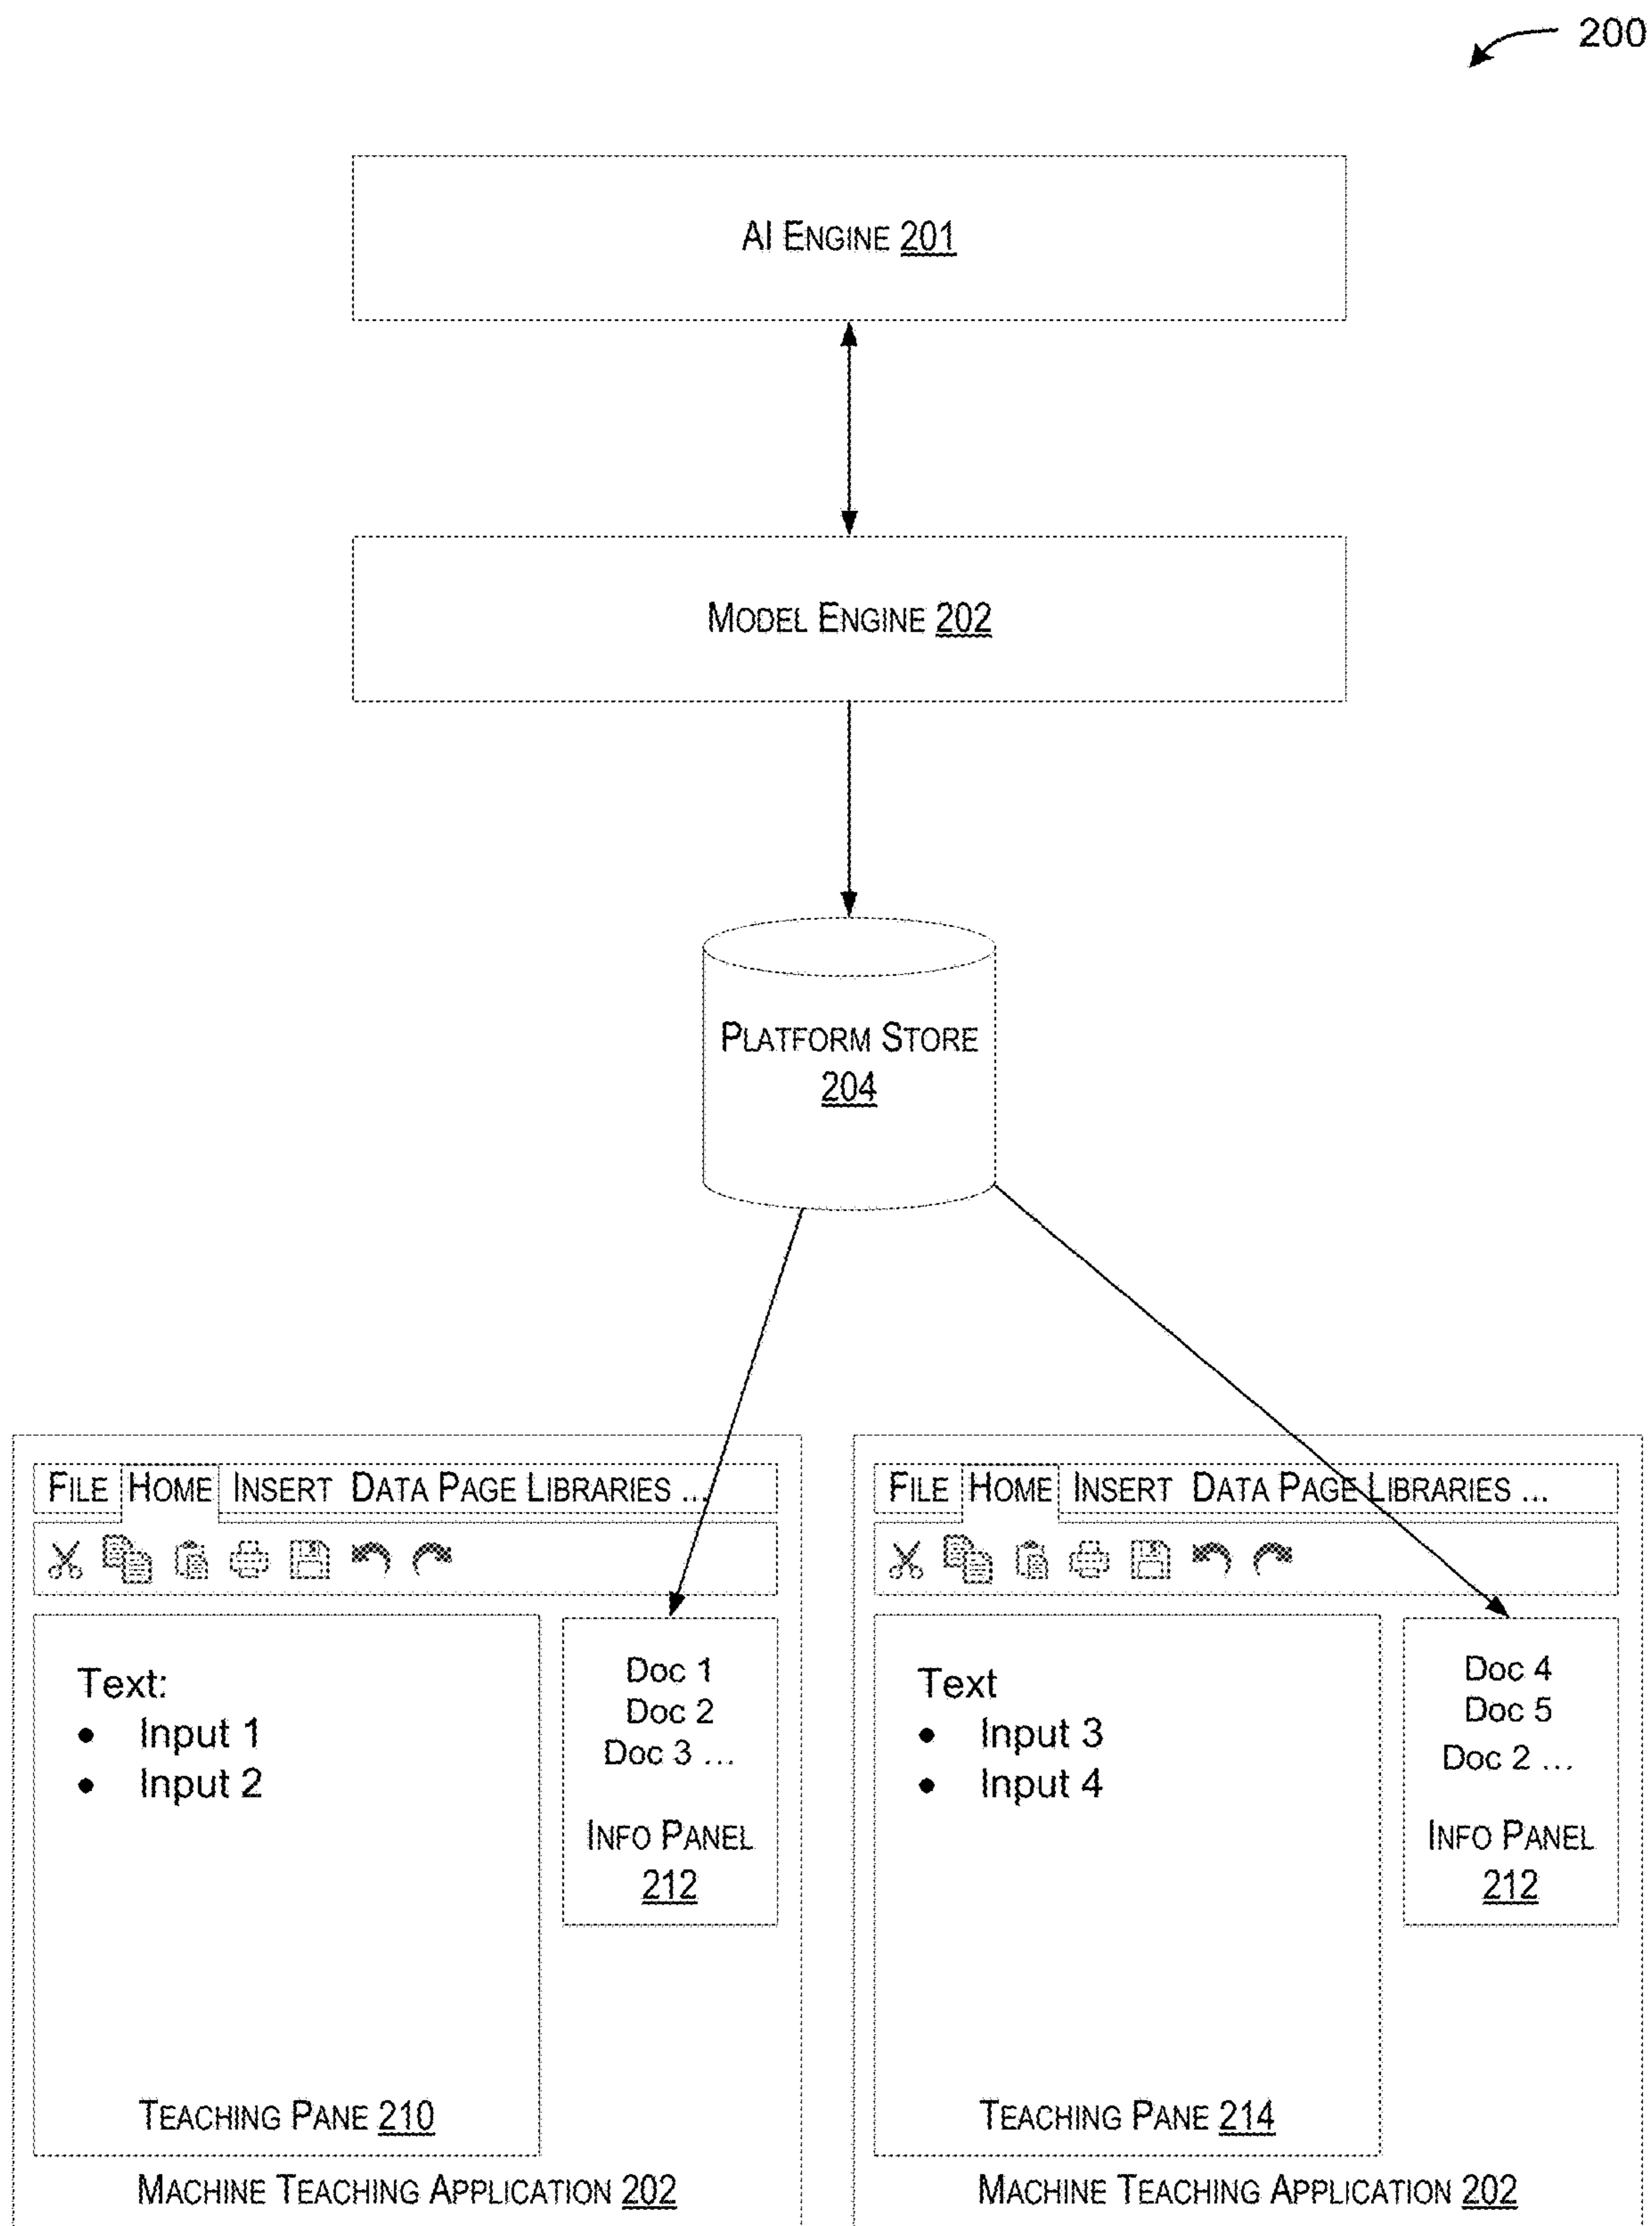 200
AI ENGINE 201
MODEL ENGINE 202
PLATFORM STORE
204
FILE HOME INSERT DATA PAGE LIBRARIES ...
Text:
• Input 1
• Input 2
TEACHING PANE 210
Doc 1
Doc 2
Doc 3 ...
INFO PANEL
212
MACHINE TEACHING APPLICATION 202
FILE HOME INSERT DATA PAGE LIBRARIES ...
Text
• Input 3
• Input 4
TEACHING PANE 214
Doc 4
Doc 5
Doc 2 ...
INFO PANEL
212
MACHINE TEACHING APPLICATION 202